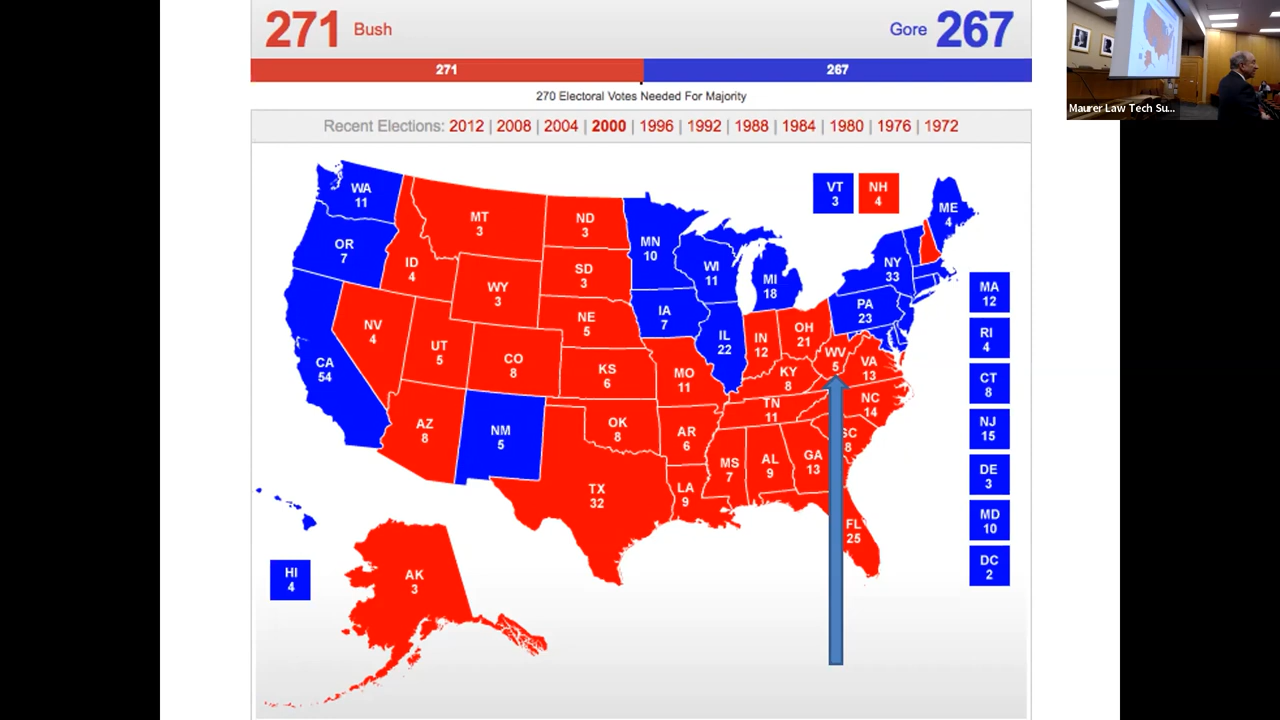 271 Bush
Gore 267
271
267
270 Electoral Votes Needed For Majority
Recent Elections: 2012 | 2008 | 2004 | 2000 | 1996 | 1992 | 1988 | 1984 | 1980 | 1976 | 1972
Maurer Law Tech Su...
WA
11
OR
7
CA
54
ID
4
NV
4
MT
3
WY
3
UT
5
CO
8
AZ
8
NM
5
ND
3
SD
3
NE
5
KS
6
OK
8
TX
32
MN
10
IA
7
MO
11
AR
6
LA
9
WI
11
IL
22
MI
18
IN
12
OH
21
KY
8
TN
11
MS
7
AL
9
GA
13
WV
5
VA
13
NC
14
SC
8
FL
25
PA
23
NY
33
VT
3
NH
4
ME
4
MA
12
RI
4
CT
8
NJ
15
DE
3
MD
10
DC
2
HI
4
AK
3